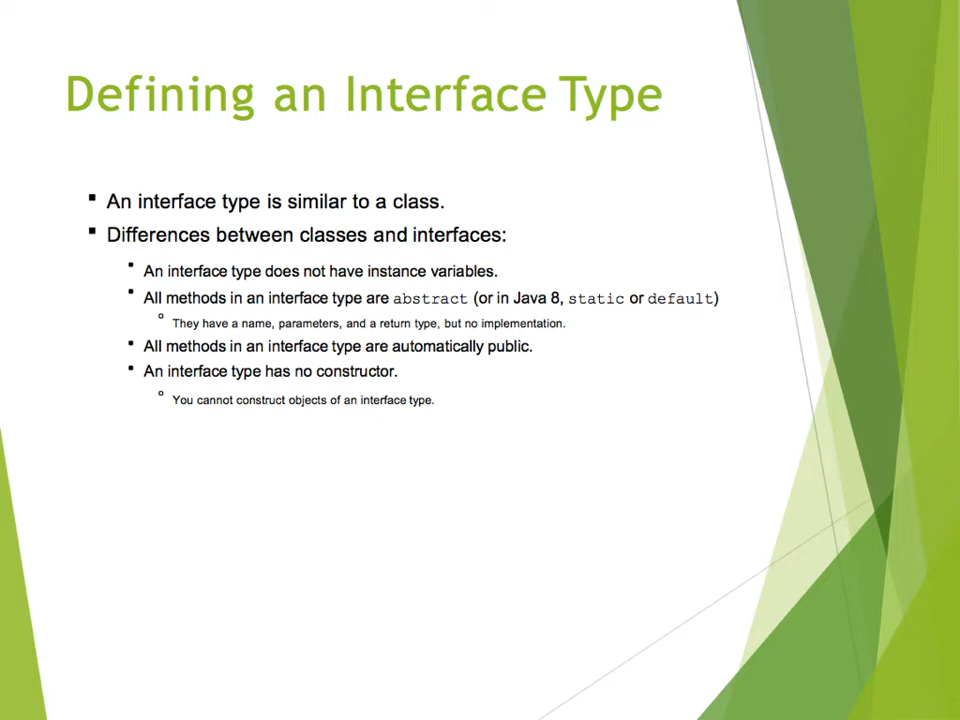 Defining an Interface Type
▪ An interface type is similar to a class.
▪ Differences between classes and interfaces:
▪ An interface type does not have instance variables.
▪ All methods in an interface type are abstract (or in Java 8, static or default)
o They have a name, parameters, and a return type, but no implementation.
▪ All methods in an interface type are automatically public.
▪ An interface type has no constructor.
o You cannot construct objects of an interface type.